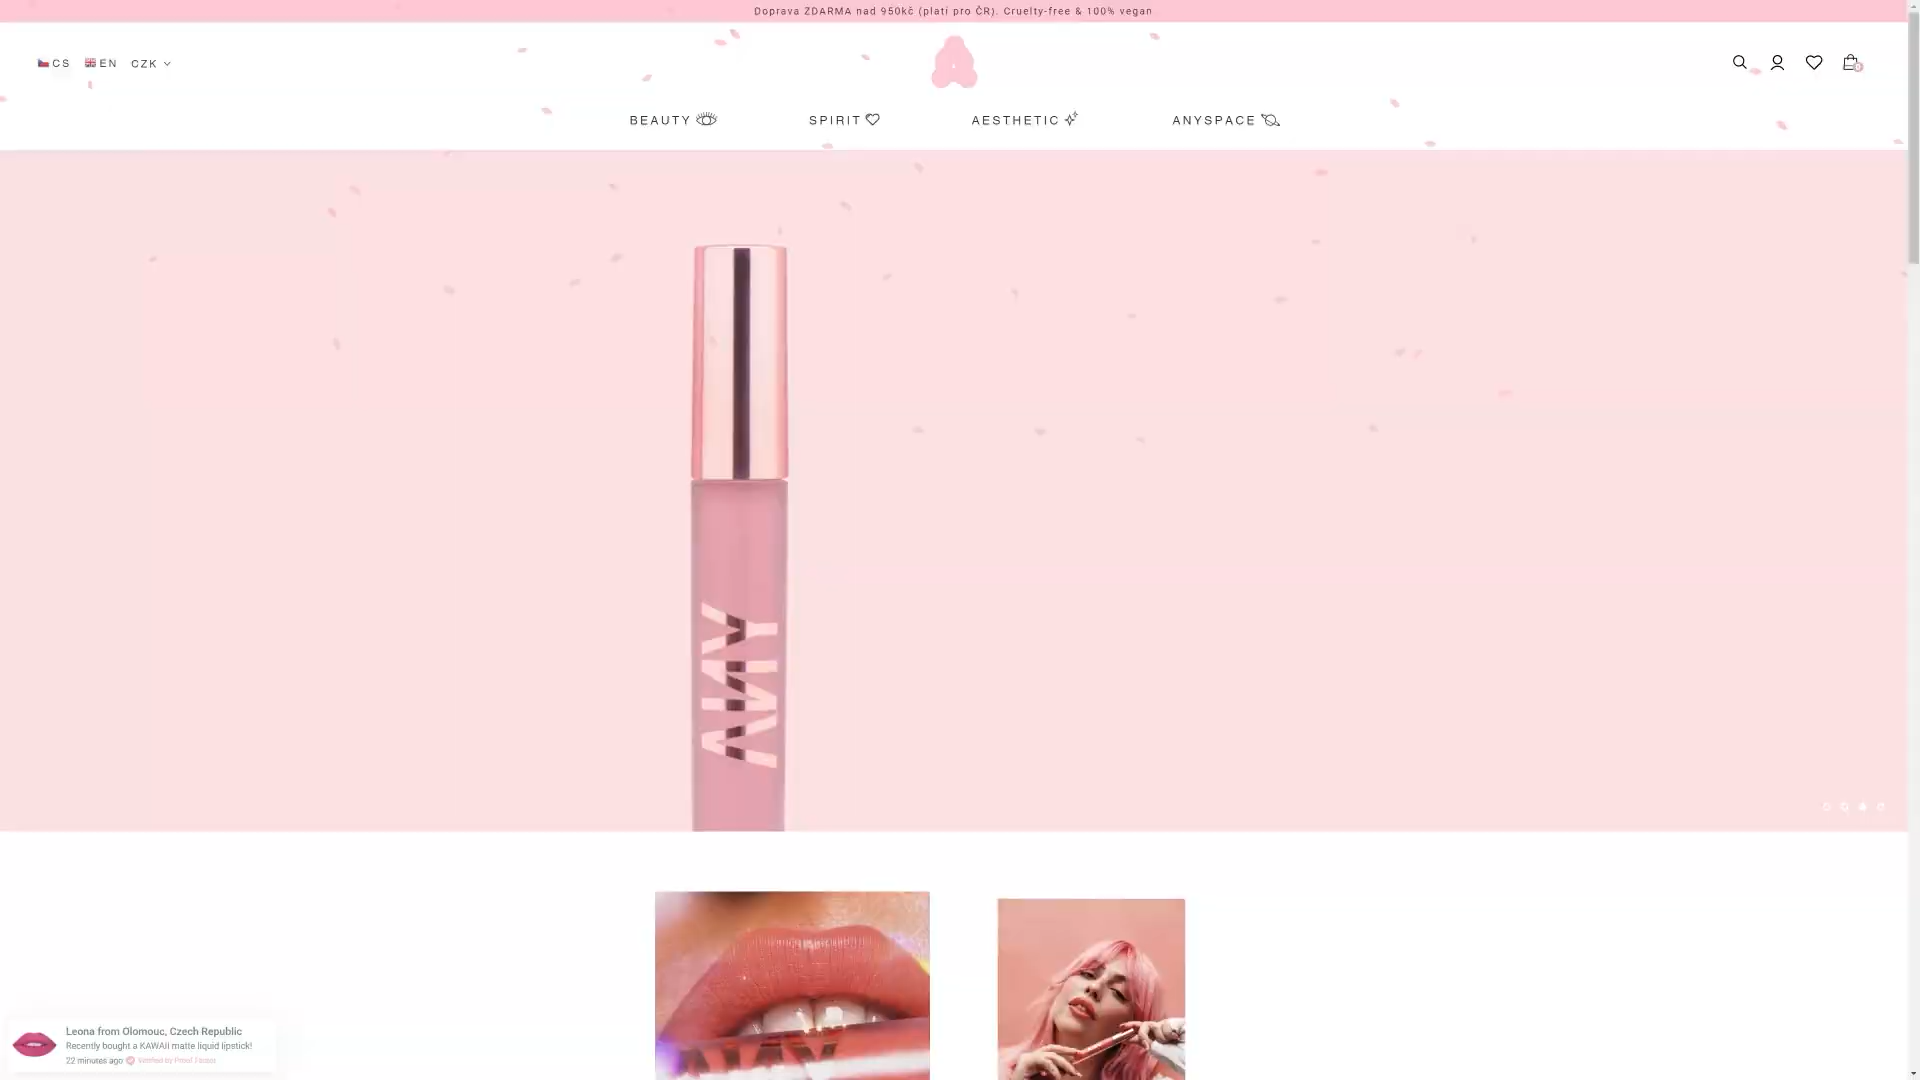 Doprava ZDARMA nad 950kč (platí pro ČR). Cruelty-free & 100% vegan
CS EN CZK
BEAUTY SPIRIT AESTHETIC ANYSPACE
ANY
Leona from Olomouc, Czech Republic
Recently bought a KAWAII matte liquid lipstick!
22 minutes ago